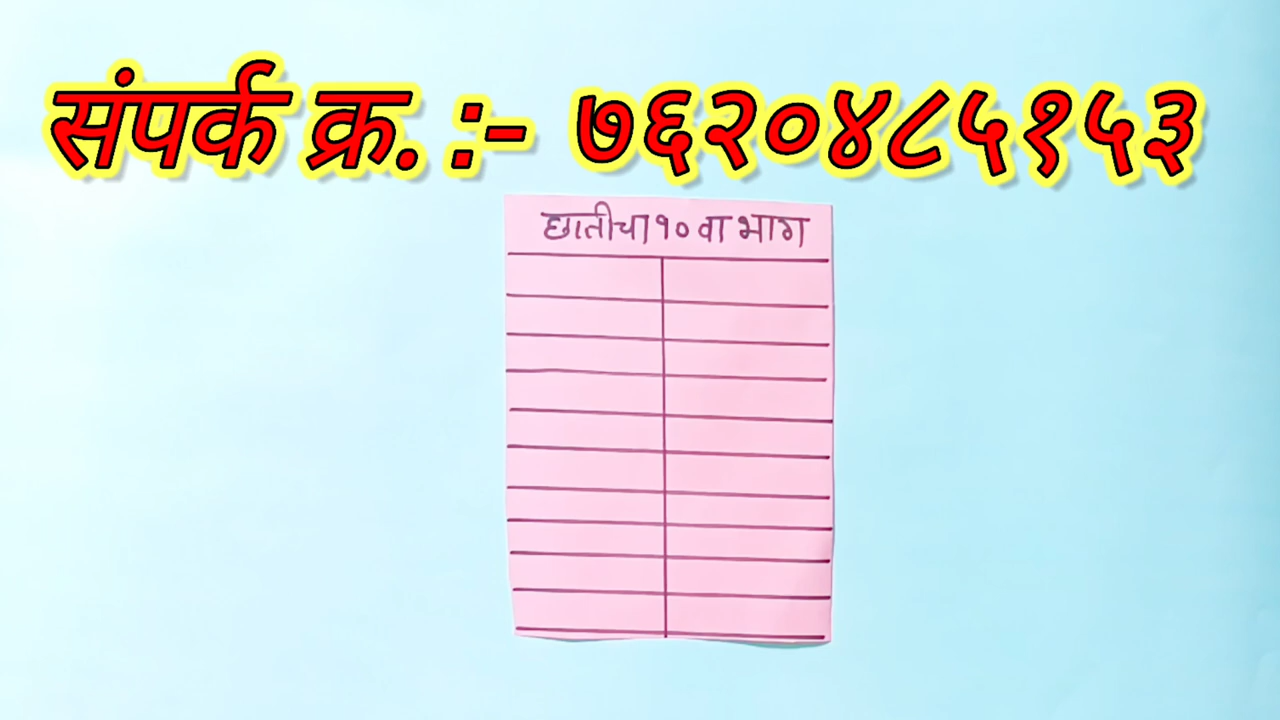 संपर्क क्र. :- ७६२०४८५१५३
छातीचा १० वा भाग